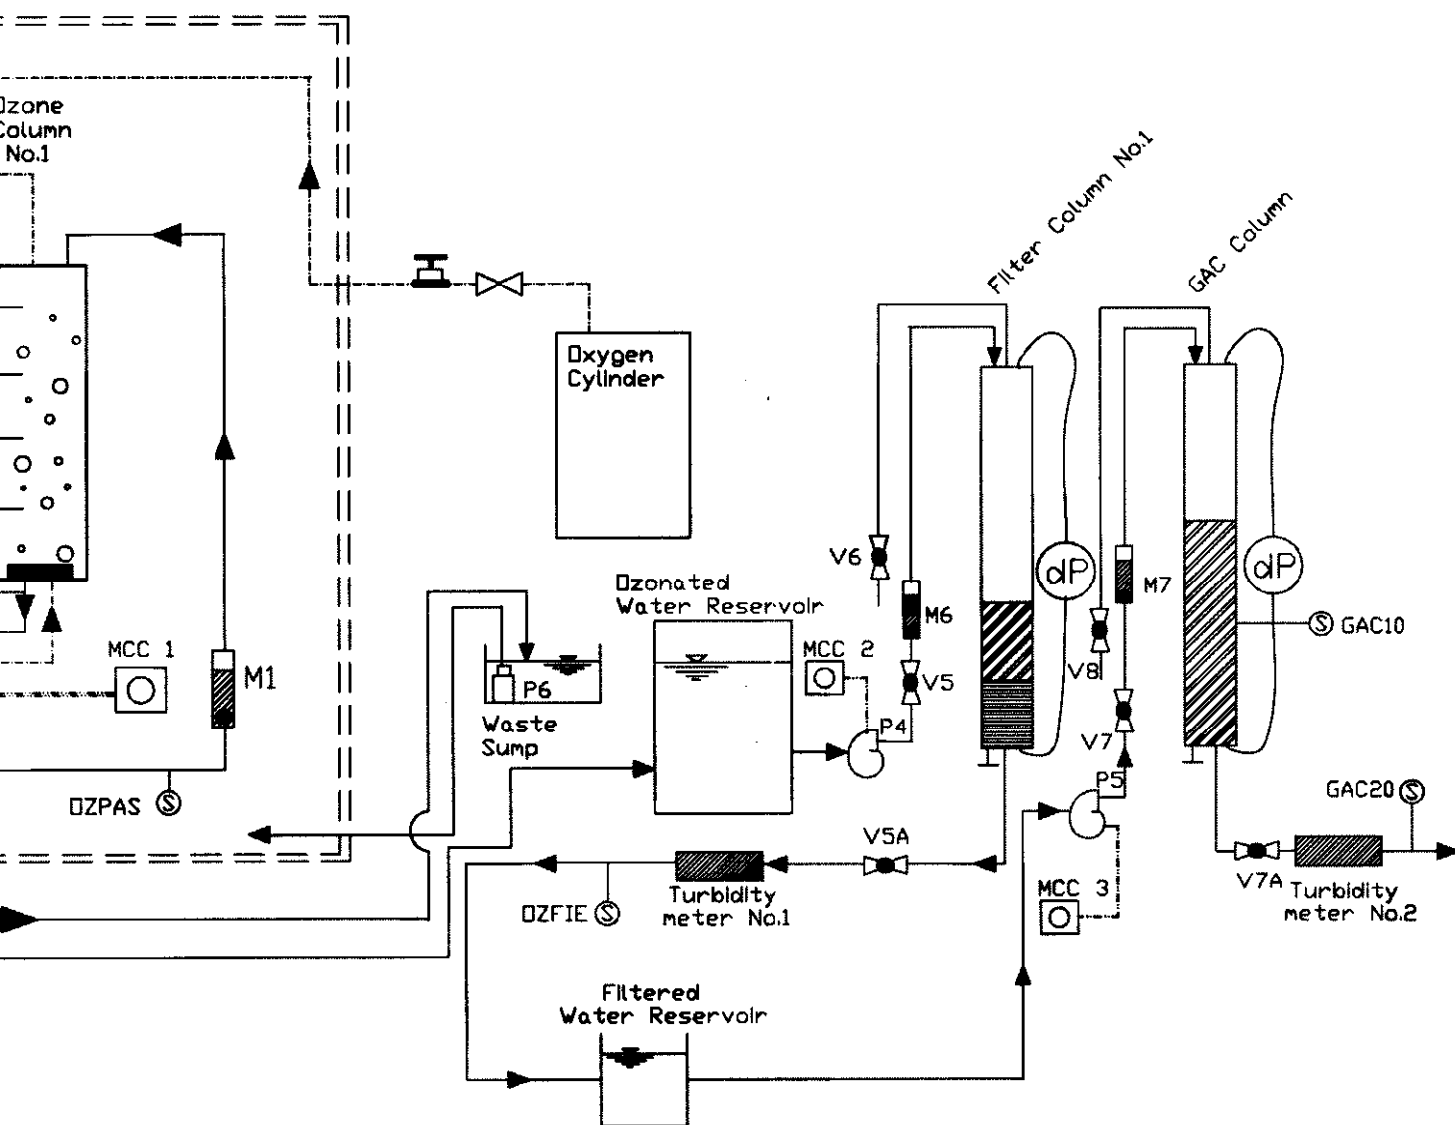 Ozone
Column
No.1
Filter Column No.1
GAC Column
Oxygen
Cylinder
V6
dP
dP
M7
Ozonated
Water Reservoir
M6
GAC10
MCC 1
MCC 2
M1
V8
V5
P6
Waste
Sump
P4
V7
P5
GAC20
OZPAS
V5A
MCC 3
V7A
Turbidity
meter No.2
Turbidity
meter No.1
OZFIE
S
S
S
S
Filtered
Water Reservoir